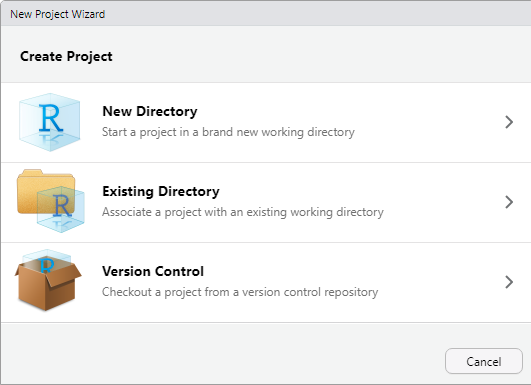 New Project Wizard
Create Project
R
New Directory
Start a project in a brand new working directory
R
Existing Directory
Associate a project with an existing working directory
R
Version Control
Checkout a project from a version control repository
Cancel